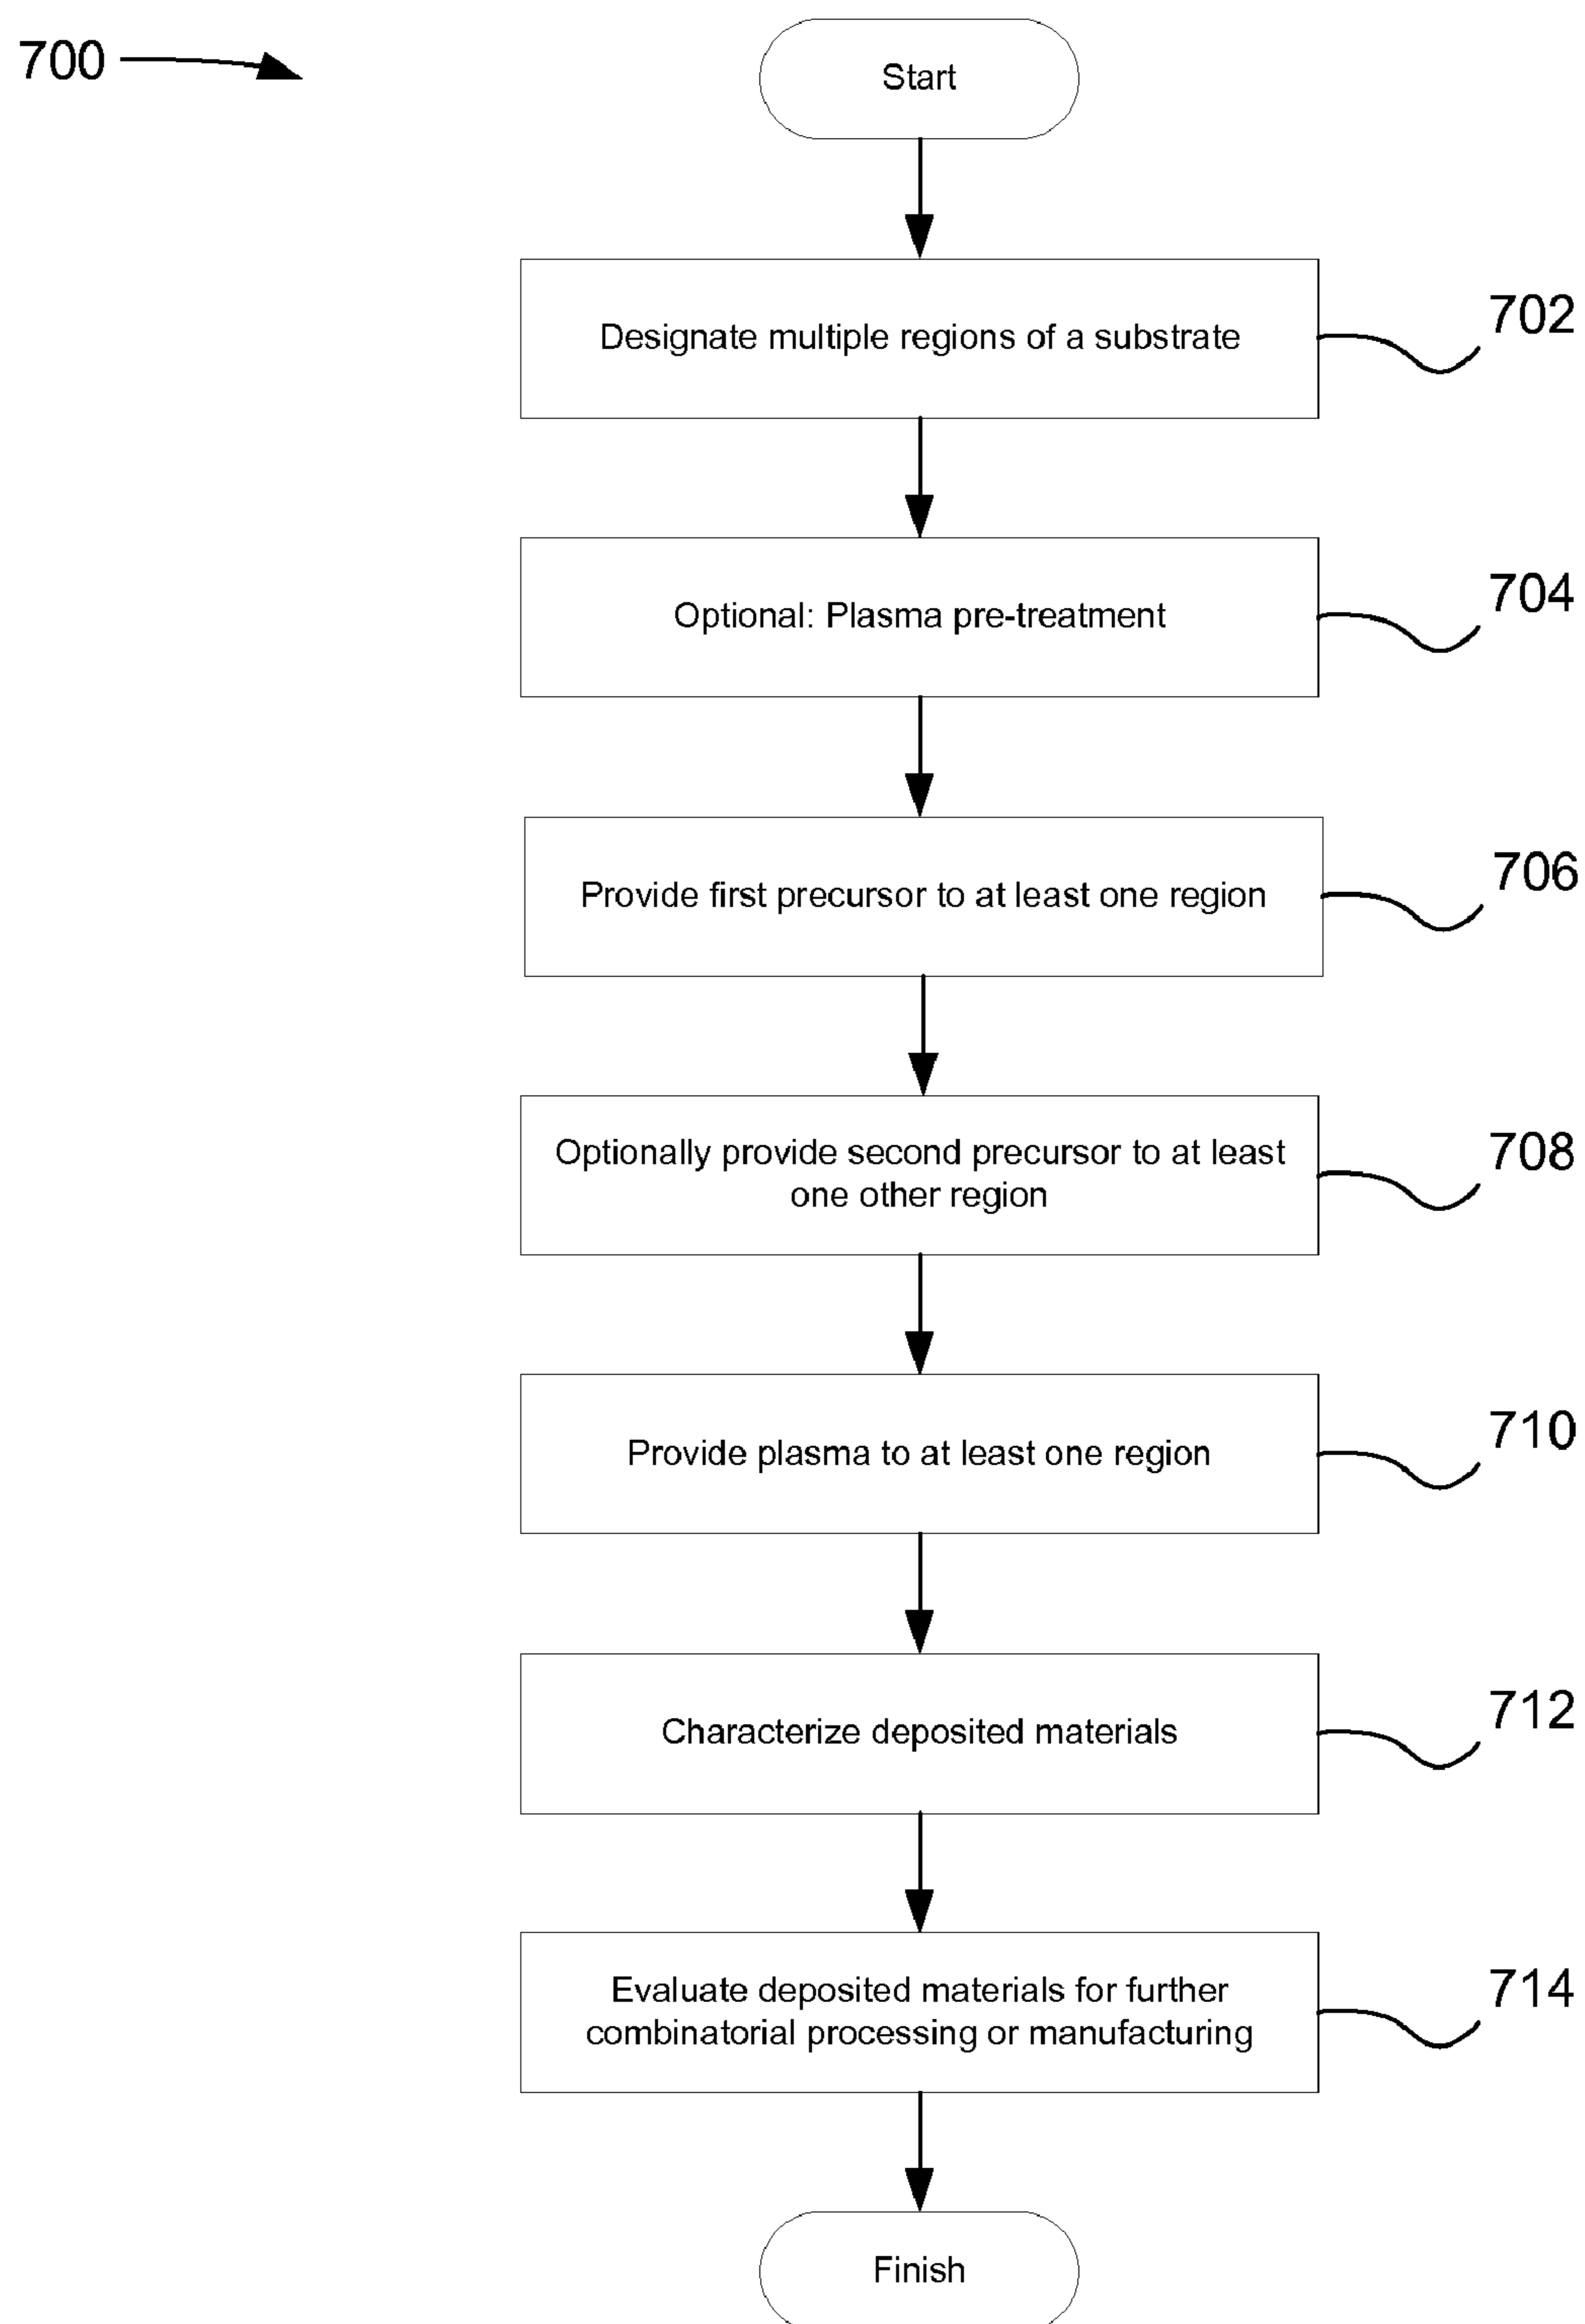 700
Start
Designate multiple regions of a substrate
702
Optional: Plasma pre-treatment
704
Provide first precursor to at least one region
706
Optionally provide second precursor to at least
one other region
708
Provide plasma to at least one region
710
Characterize deposited materials
712
Evaluate deposited materials for further
combinatorial processing or manufacturing
714
Finish